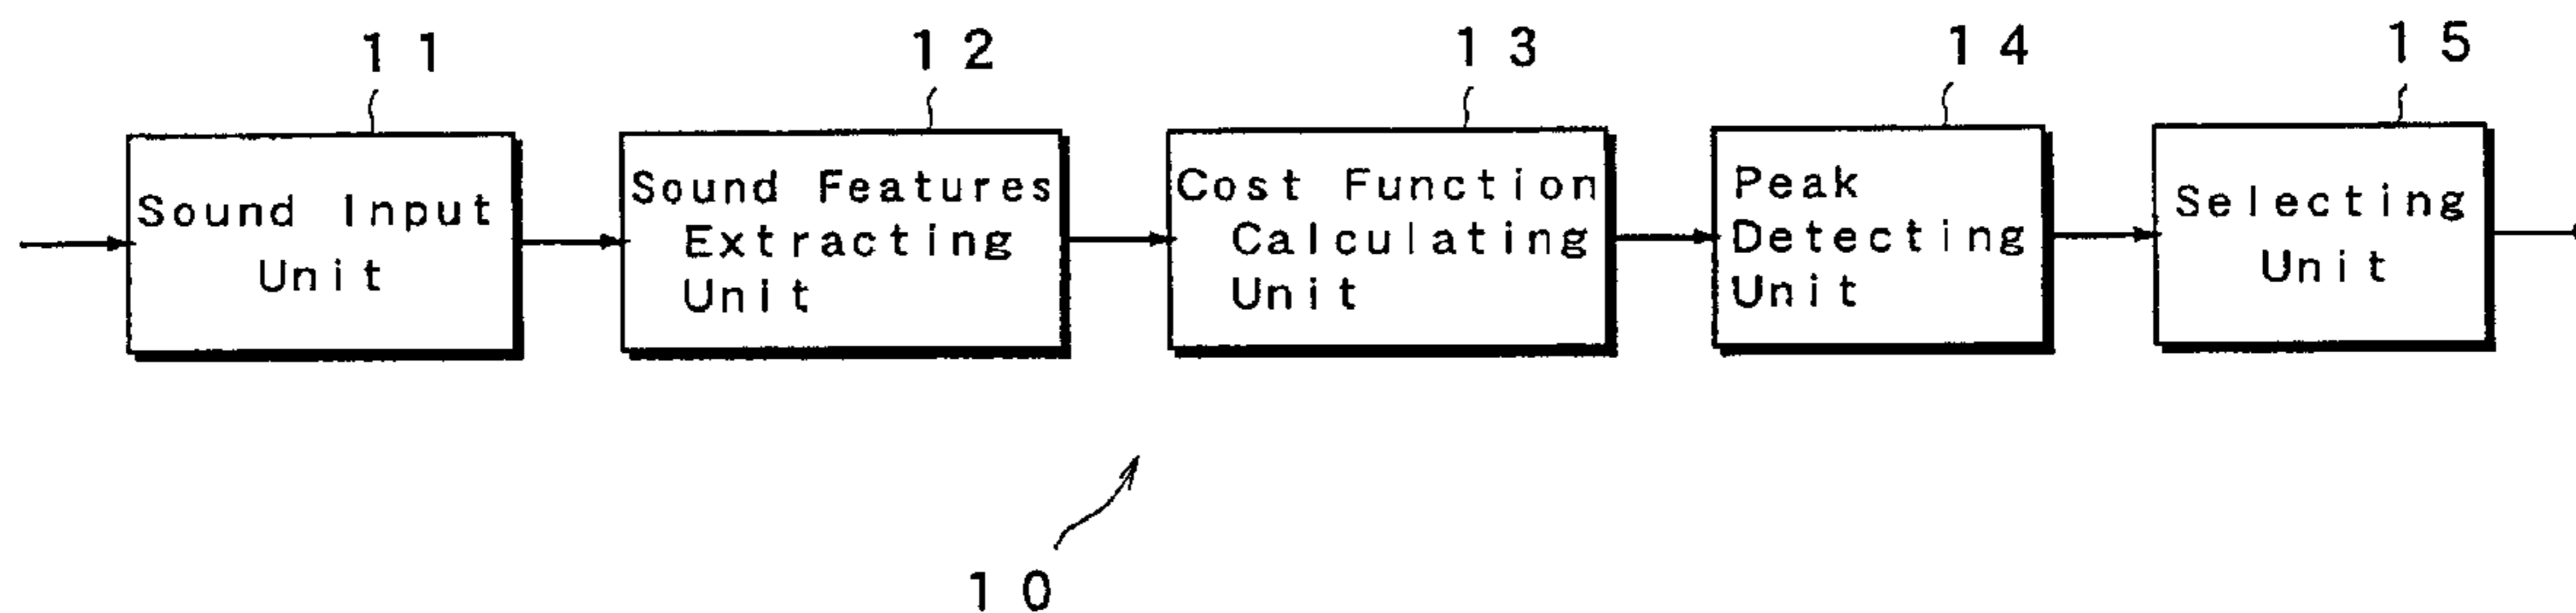 11
12
13
14
15
Sound Input
Unit
Sound Features
Extracting
Unit
Cost Function
Calculating
Unit
Peak
Detecting
Unit
Selecting
Unit
10